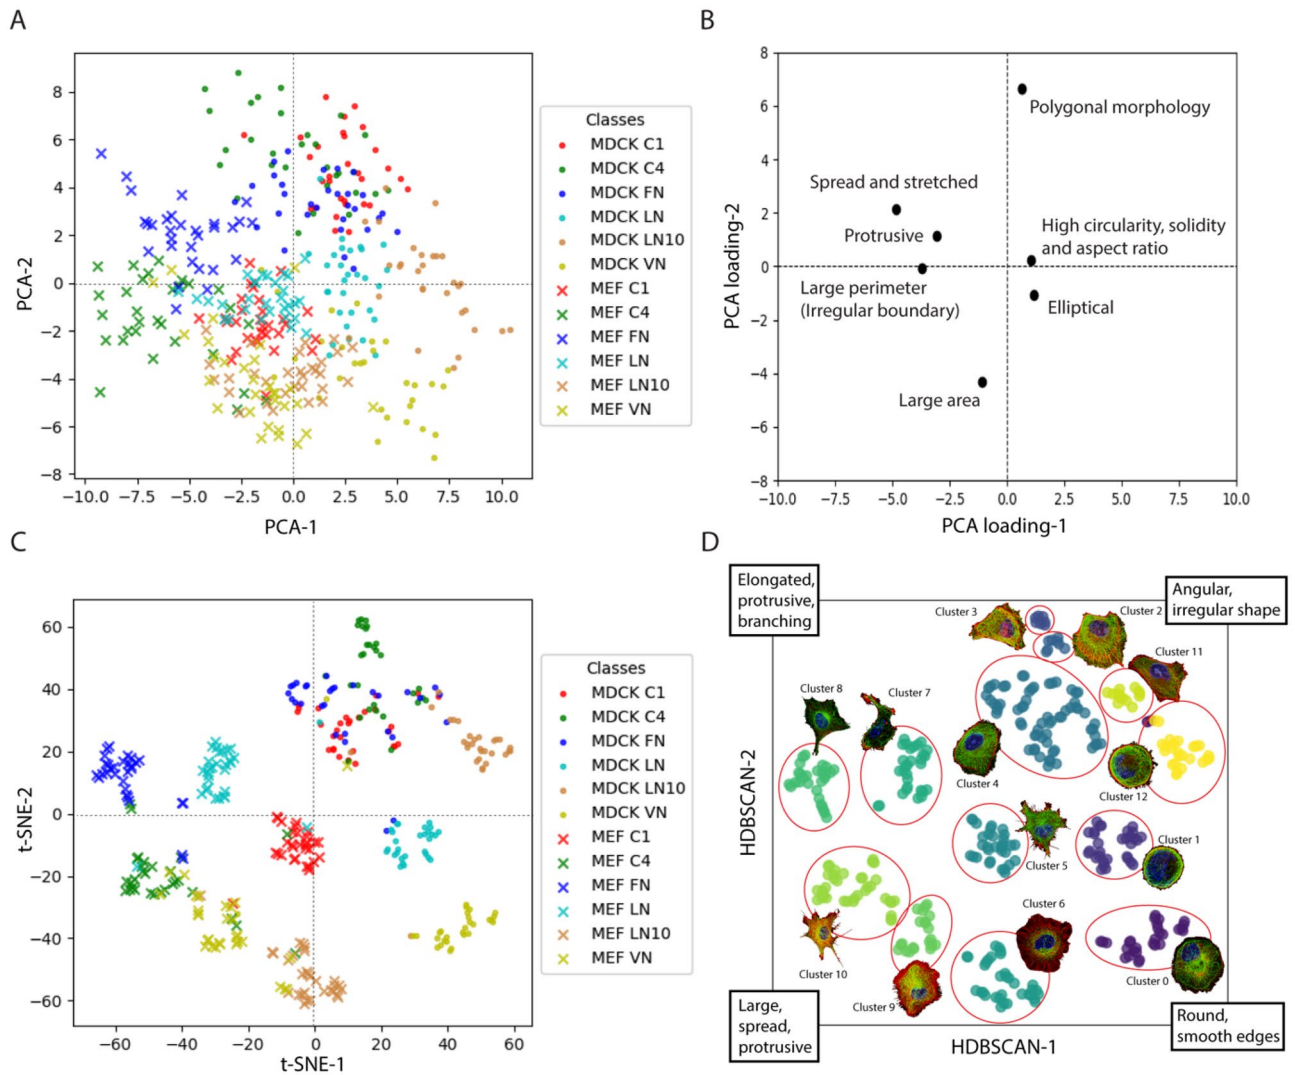 A
8
6
4
2
0
−2
−4
−6
−8
−10.0 −7.5 −5.0 −2.5 0.0 2.5 5.0 7.5 10.0
PCA-2
PCA-1
Classes
MDCK C1
MDCK C4
MDCK FN
MDCK LN
MDCK LN10
MDCK VN
MEF C1
MEF C4
MEF FN
MEF LN
MEF LN10
MEF VN
B
8
6
4
2
0
−2
−4
−6
−8
−10.0 −7.5 −5.0 −2.5 0.0 2.5 5.0 7.5 10.0
PCA loading-2
PCA loading-1
Polygonal morphology
Spread and stretched
Protrusive
High circularity, solidity
and aspect ratio
Large perimeter
(Irregular boundary)
Elliptical
Large area
C
60
40
20
0
−20
−40
−60
−60 −40 −20 0 20 40 60
t-SNE-2
t-SNE-1
Classes
MDCK C1
MDCK C4
MDCK FN
MDCK LN
MDCK LN10
MDCK VN
MEF C1
MEF C4
MEF FN
MEF LN
MEF LN10
MEF VN
D
Elongated,
protrusive,
branching
Angular,
irregular shape
Cluster 3
Cluster 2
Cluster 11
Cluster 8
Cluster 7
Cluster 4
Cluster 12
Cluster 5
Cluster 1
Cluster 10
Cluster 9
Cluster 6
Cluster 0
Large,
spread,
protrusive
Round,
smooth edges
HDBSCAN-2
HDBSCAN-1